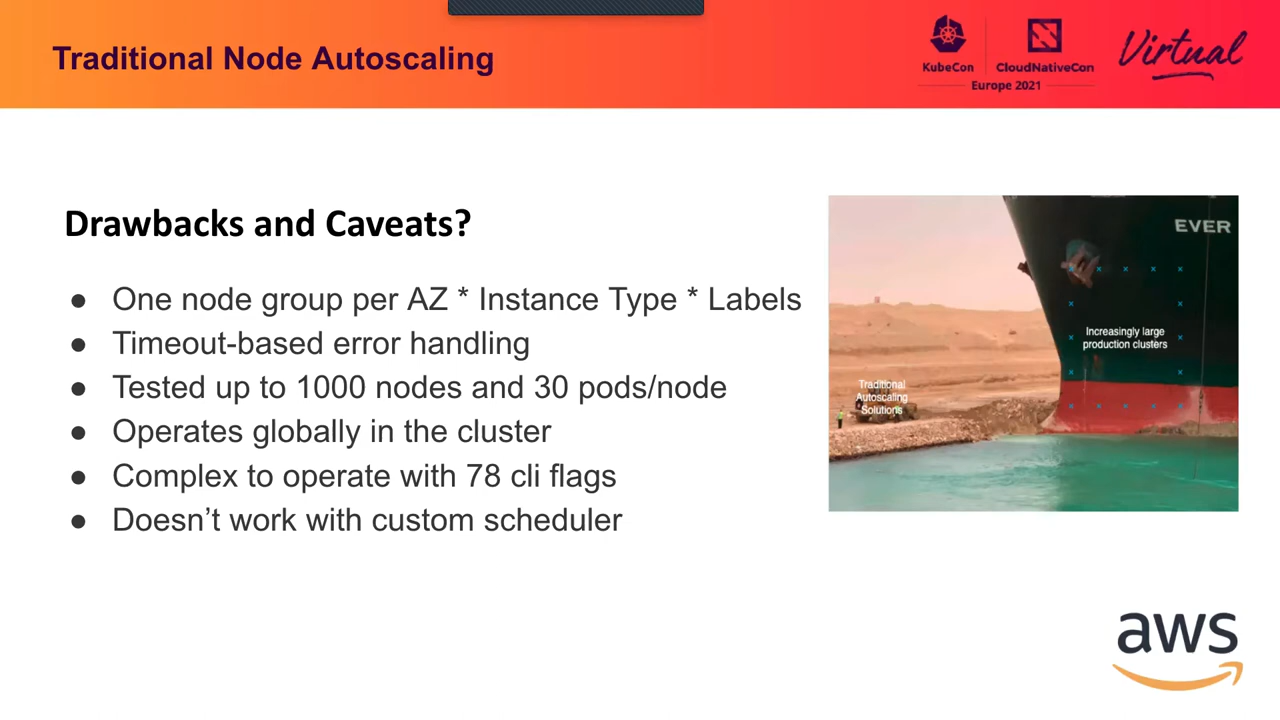 Traditional Node Autoscaling
KubeCon
CloudNativeCon
Europe 2021
Virtual
Drawbacks and Caveats?
● One node group per AZ * Instance Type * Labels
● Timeout-based error handling
● Tested up to 1000 nodes and 30 pods/node
● Operates globally in the cluster
● Complex to operate with 78 cli flags
● Doesn’t work with custom scheduler
EVER
Increasingly large
production clusters
Traditional
Autoscaling
Solutions
aws